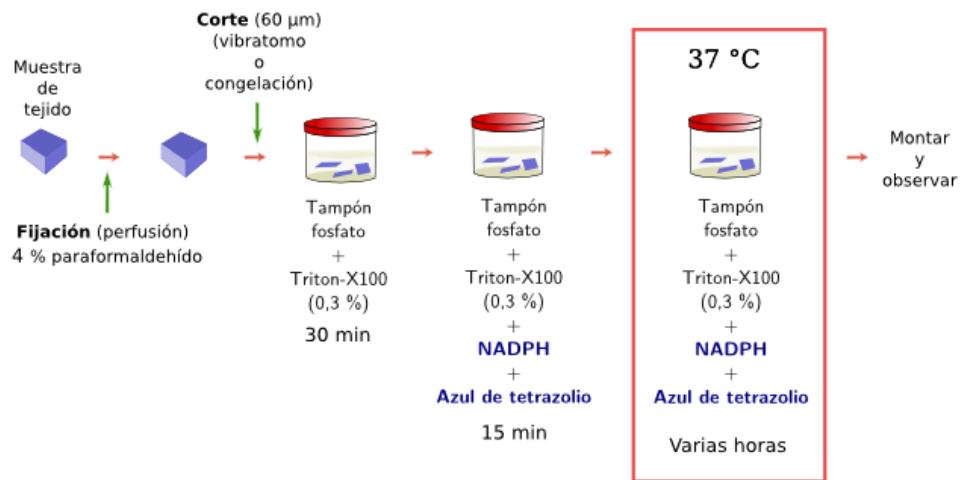 Muestra
de
tejido
Fijación (perfusión)
4 % paraformaldehído
Corte (60 µm)
(vibratomo
o
congelación)
Tampón
fosfato
+
Triton-X100
(0,3 %)
30 min
Tampón
fosfato
+
Triton-X100
(0,3 %)
+
NADPH
+
Azul de tetrazolio
15 min
37 °C
Tampón
fosfato
+
Triton-X100
(0,3 %)
+
NADPH
+
Azul de tetrazolio
Varias horas
Montar
y
observar